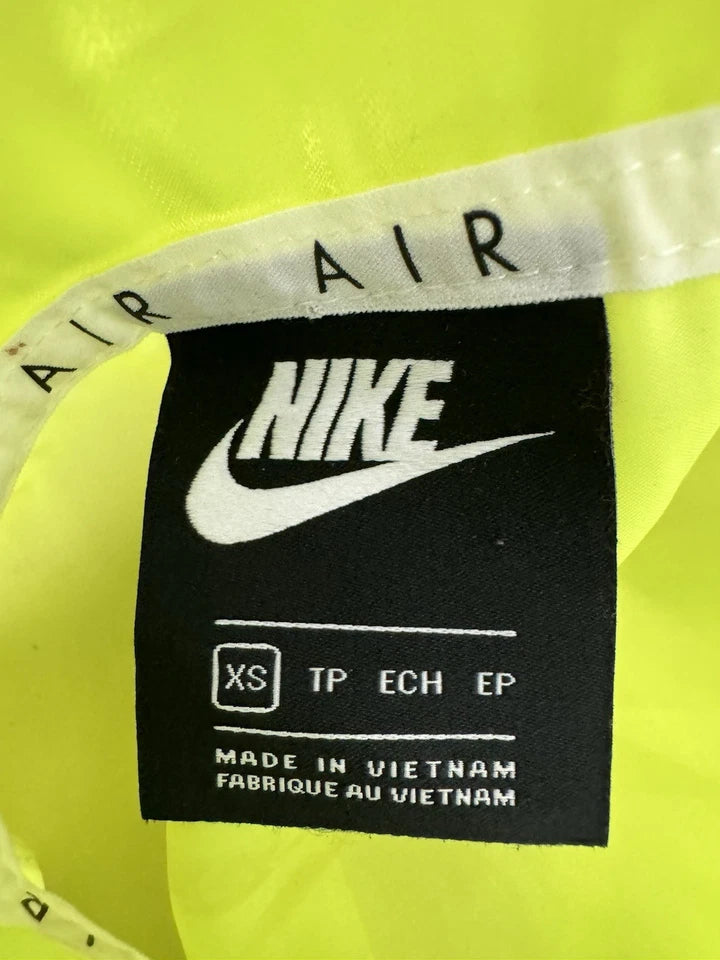 AIR AIR
NIKE
XS TP ECH EP
MADE IN VIETNAM
FABRIQUE AU VIETNAM